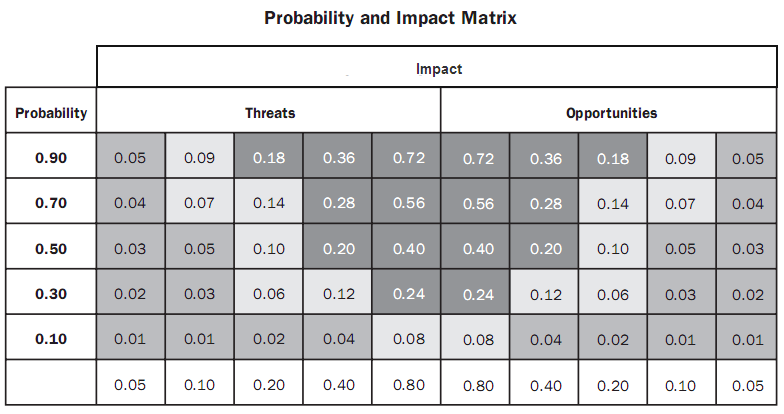 Probability and Impact Matrix
Impact
Probability Threats Opportunities
0.90 0.05 0.09 0.18 0.36 0.72 0.72 0.36 0.18 0.09 0.05
0.70 0.04 0.07 0.14 0.28 0.56 0.56 0.28 0.14 0.07 0.04
0.50 0.03 0.05 0.10 0.20 0.40 0.40 0.20 0.10 0.05 0.03
0.30 0.02 0.03 0.06 0.12 0.24 0.24 0.12 0.06 0.03 0.02
0.10 0.01 0.01 0.02 0.04 0.08 0.08 0.04 0.02 0.01 0.01
0.05 0.10 0.20 0.40 0.80 0.80 0.40 0.20 0.10 0.05